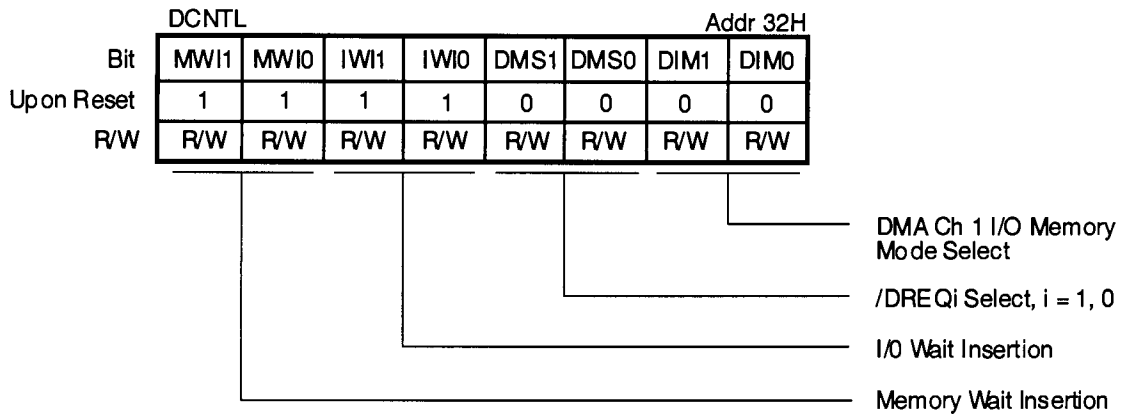 DCNTL Addr 32H
Bit MWI1 MWI0 IWI1 IWI0 DMS1 DMS0 DIM1 DIM0
Upon Reset 1 1 1 1 0 0 0 0
R/W R/W R/W R/W R/W R/W R/W R/W R/W
DMA Ch 1 I/O Memory
Mode Select
/DREQi Select, i = 1, 0
I/0 Wait Insertion
Memory Wait Insertion